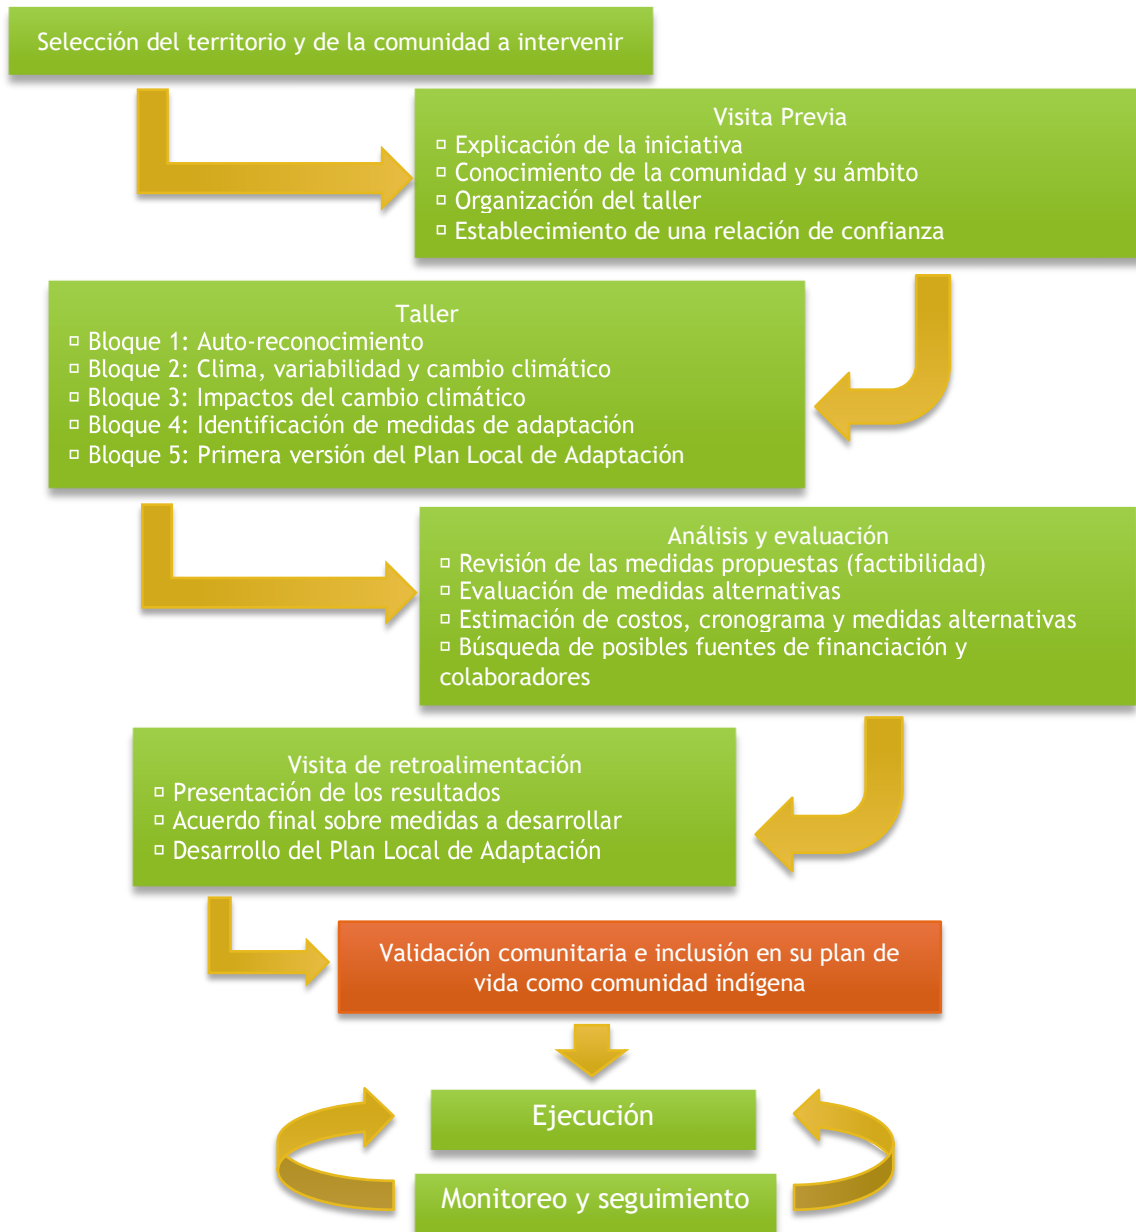 Selección del territorio y de la comunidad a intervenir
Visita Previa
▫ Explicación de la iniciativa
▫ Conocimiento de la comunidad y su ámbito
▫ Organización del taller
▫ Establecimiento de una relación de confianza
Taller
▫ Bloque 1: Auto-reconocimiento
▫ Bloque 2: Clima, variabilidad y cambio climático
▫ Bloque 3: Impactos del cambio climático
▫ Bloque 4: Identificación de medidas de adaptación
▫ Bloque 5: Primera versión del Plan Local de Adaptación
Análisis y evaluación
▫ Revisión de las medidas propuestas (factibilidad)
▫ Evaluación de medidas alternativas
▫ Estimación de costos, cronograma y medidas alternativas
▫ Búsqueda de posibles fuentes de financiación y
colaboradores
Visita de retroalimentación
▫ Presentación de los resultados
▫ Acuerdo final sobre medidas a desarrollar
▫ Desarrollo del Plan Local de Adaptación
Validación comunitaria e inclusión en su plan de
vida como comunidad indígena
Ejecución
Monitoreo y seguimiento